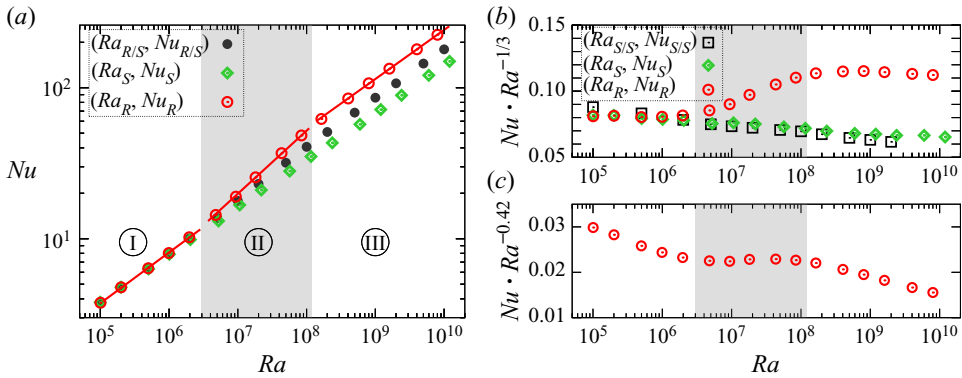 (a)
(Ra_{R/S}, Nu_{R/S})
(Ra_S, Nu_S)
(Ra_R, Nu_R)
10^2
Nu
10^1
I II III
10^5 10^6 10^7 10^8 10^9 10^10
Ra
(b)
0.15
(Ra_{S/S}, Nu_{S/S})
(Ra_S, Nu_S)
(Ra_R, Nu_R)
0.10
0.05
Nu · Ra^{-1/3}
10^5 10^6 10^7 10^8 10^9 10^10
(c)
0.03
0.02
0.01
Nu · Ra^{-0.42}
10^5 10^6 10^7 10^8 10^9 10^10
Ra